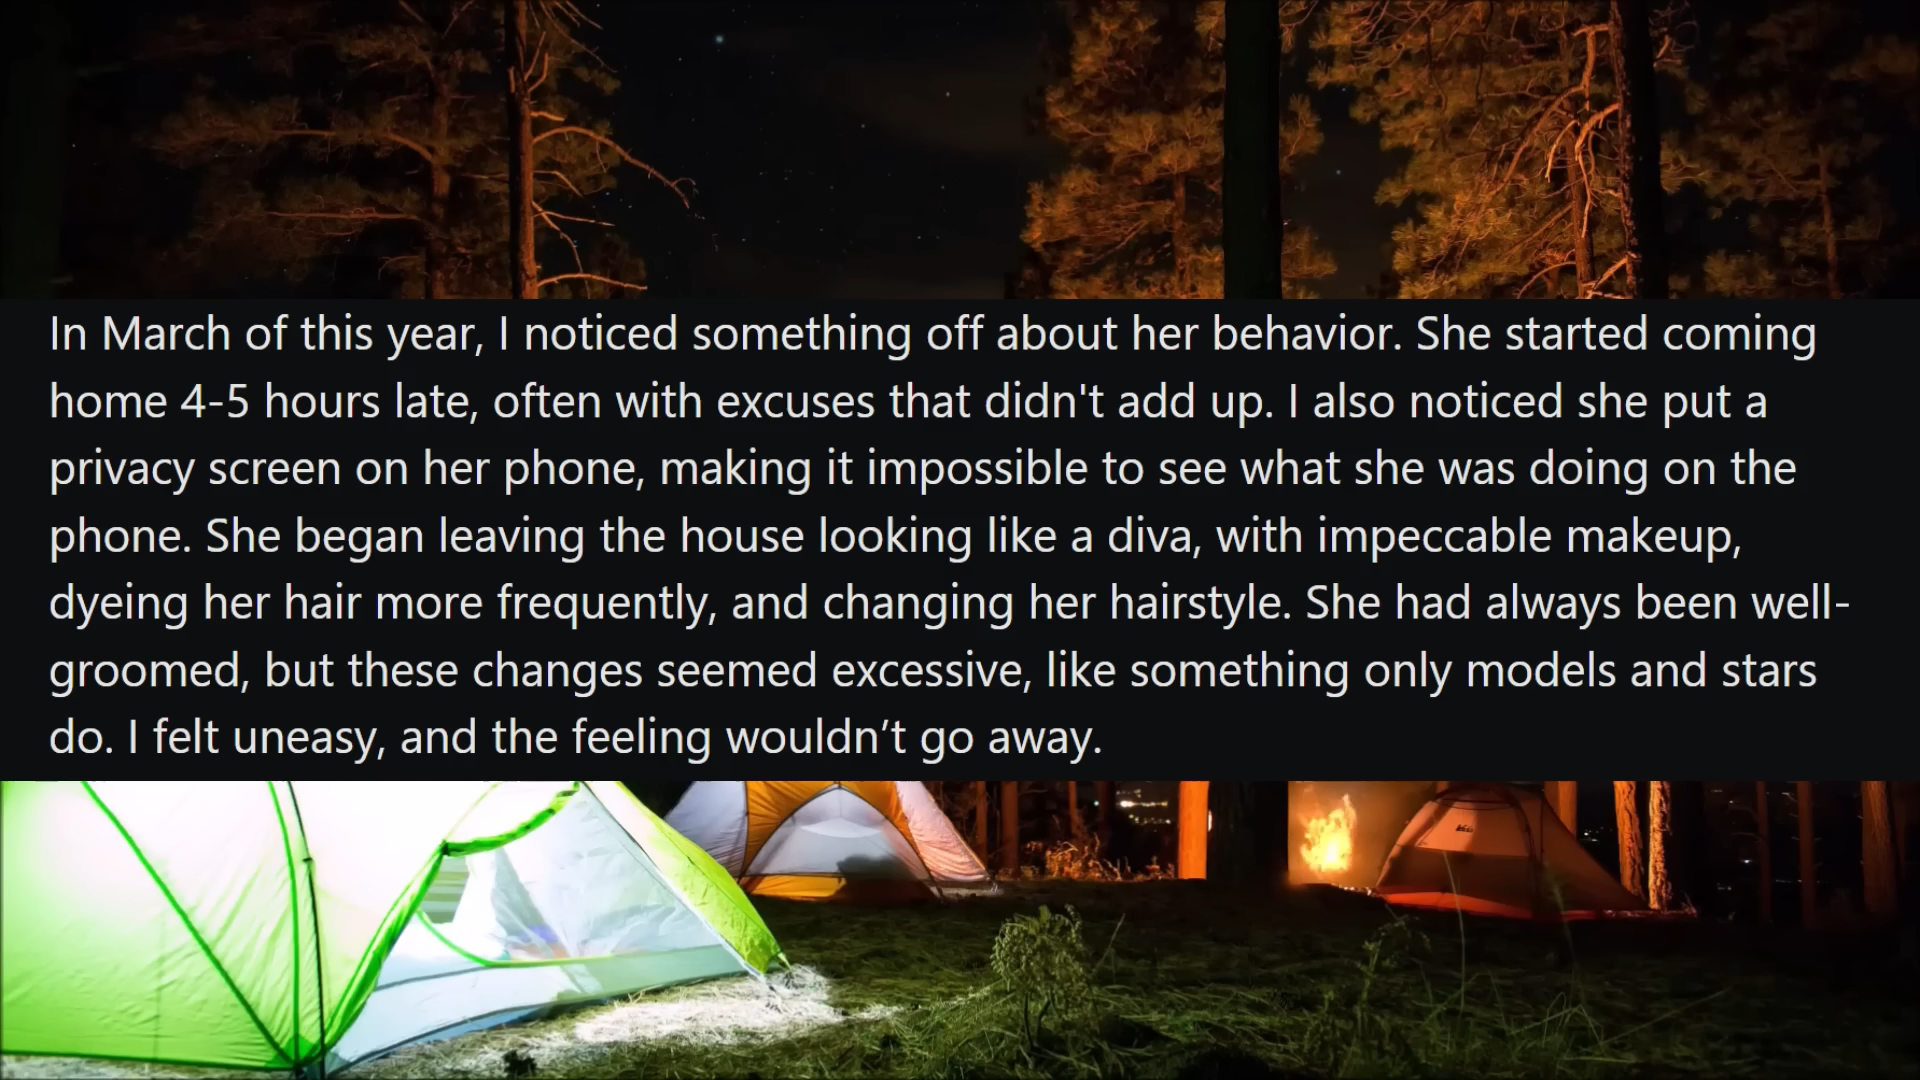 In March of this year, I noticed something off about her behavior. She started coming
home 4-5 hours late, often with excuses that didn't add up. I also noticed she put a
privacy screen on her phone, making it impossible to see what she was doing on the
phone. She began leaving the house looking like a diva, with impeccable makeup,
dyeing her hair more frequently, and changing her hairstyle. She had always been well-
groomed, but these changes seemed excessive, like something only models and stars
do. I felt uneasy, and the feeling wouldn’t go away.